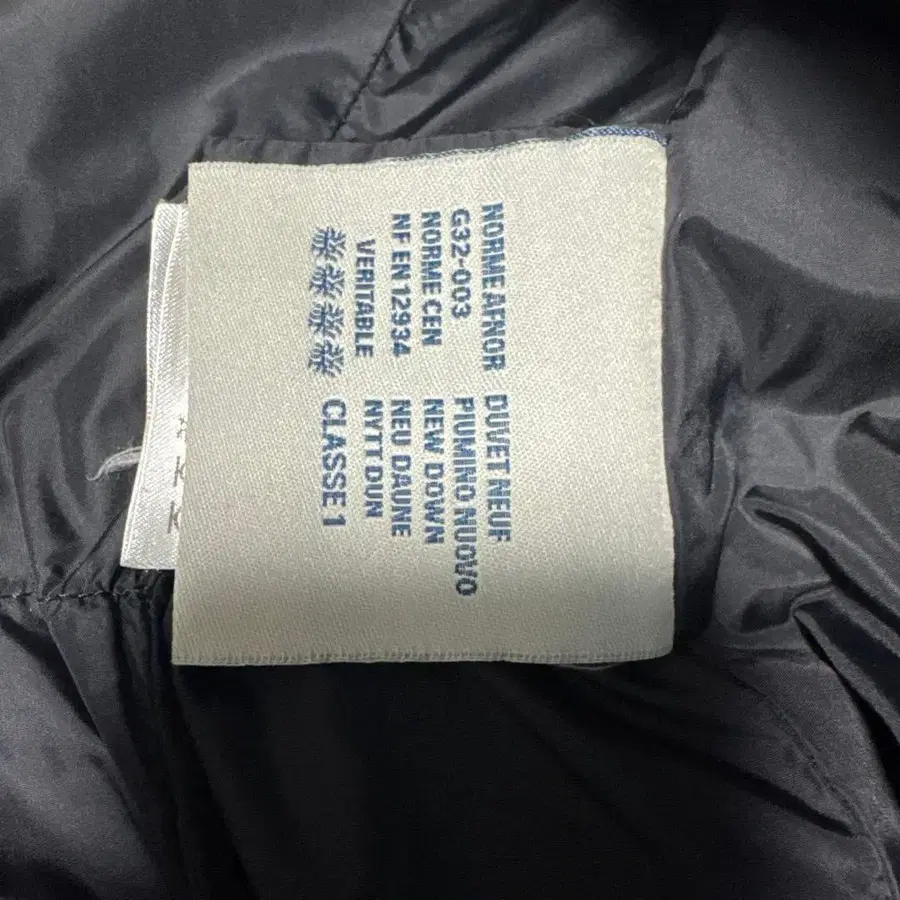 NORME AFNOR
G32-003
NORME CEN
NF EN 12934
VERITABLE
DUVET NEUF
PIUMINO NUOVO
NEW DOWN
NEU DAUNE
NYTT DUN
CLASSE 1